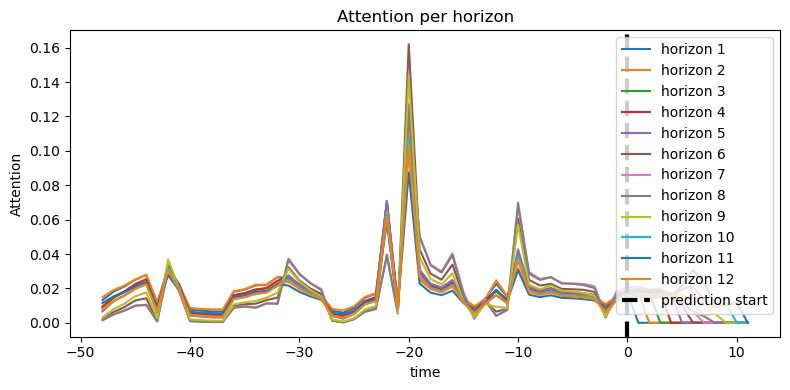 Attention per horizon
0.16
0.14
0.12
0.10
0.08
0.06
0.04
0.02
0.00
Attention
−50
−40
−30
−20
−10
0
10
time
horizon 1
horizon 2
horizon 3
horizon 4
horizon 5
horizon 6
horizon 7
horizon 8
horizon 9
horizon 10
horizon 11
horizon 12
prediction start